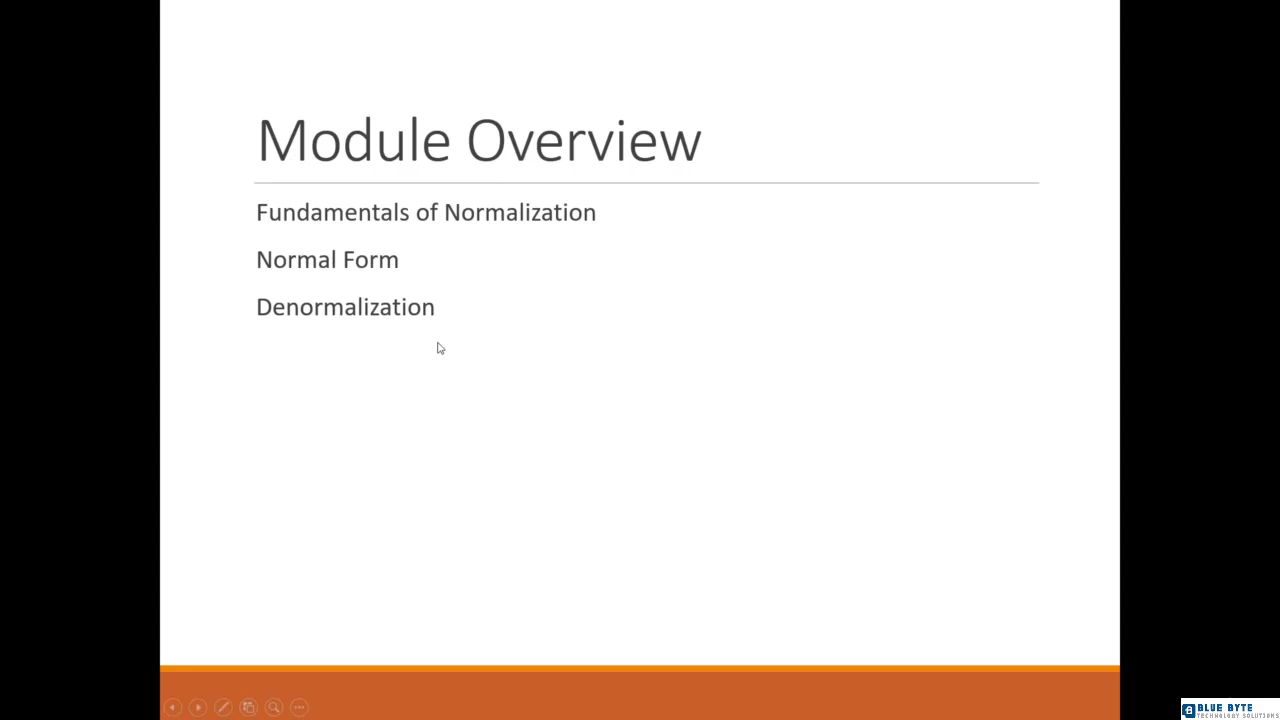 Module Overview
Fundamentals of Normalization
Normal Form
Denormalization
BLUE BYTE
TECHNOLOGY SOLUTIONS